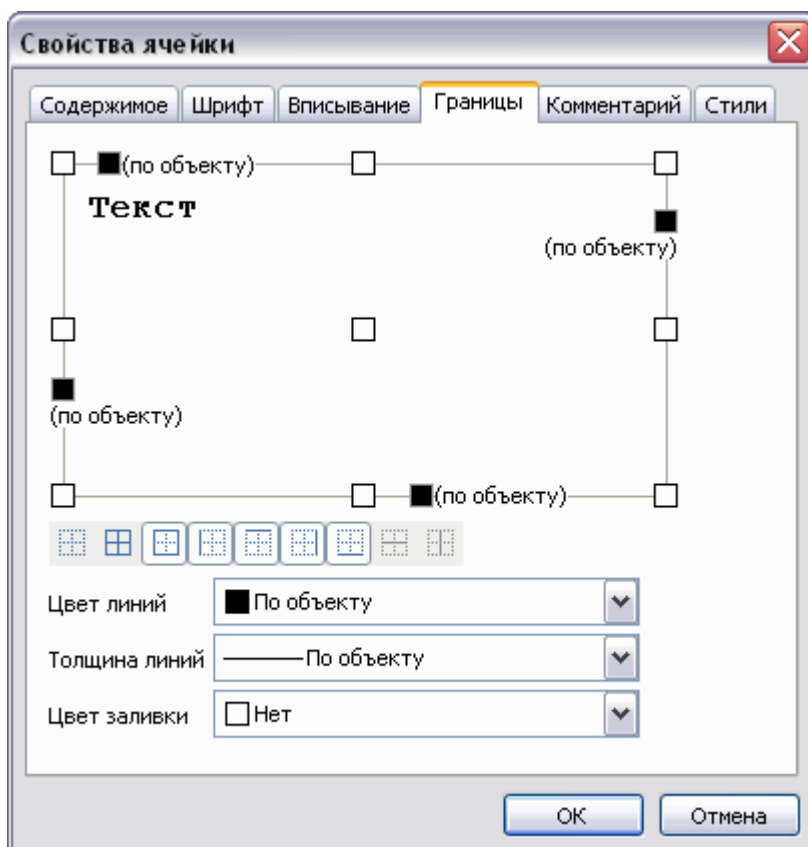 Свойства ячейки
Содержимое Шрифт Вписывание Границы Комментарий Стили
(по объекту)
Текст
(по объекту)
(по объекту)
(по объекту)
Цвет линий По объекту
Толщина линий По объекту
Цвет заливки Нет
ОК Отмена